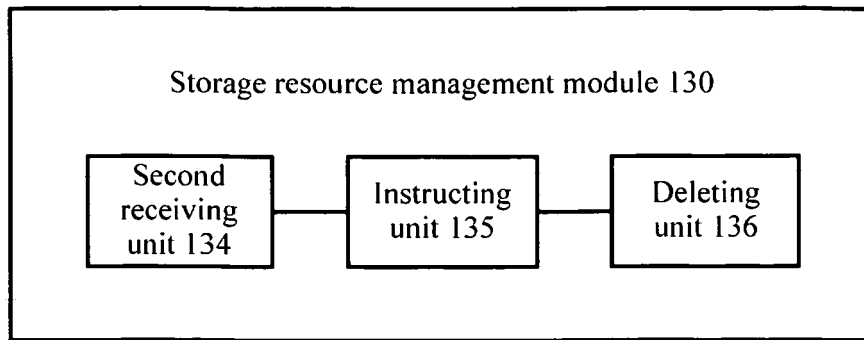 Storage resource management module 130
Second
receiving
unit 134
Instructing
unit 135
Deleting
unit 136